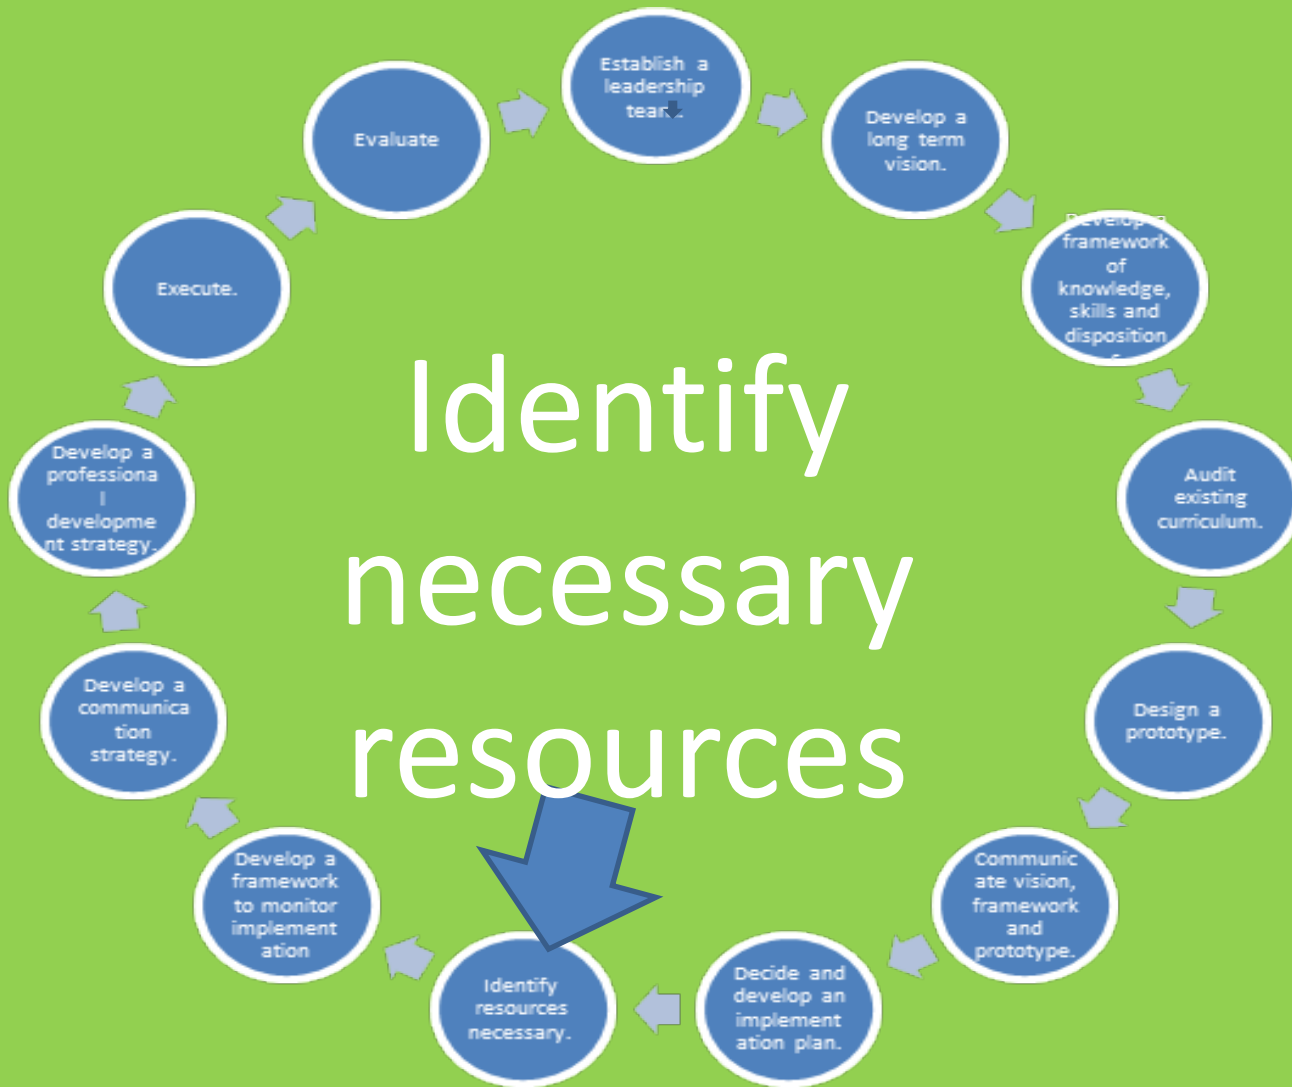 Establish a
leadership
team.
Develop a
long term
vision.
Develop a
framework
of
knowledge,
skills and
disposition
s
Audit
existing
curriculum.
Design a
prototype.
Communic
ate vision,
framework
and
prototype.
Decide and
develop an
implement
ation plan.
Identify
resources
necessary.
Develop a
framework
to monitor
implement
ation
Develop a
communica
tion
strategy.
Develop a
professiona
l
developme
nt strategy.
Execute.
Evaluate
Identify
necessary
resources